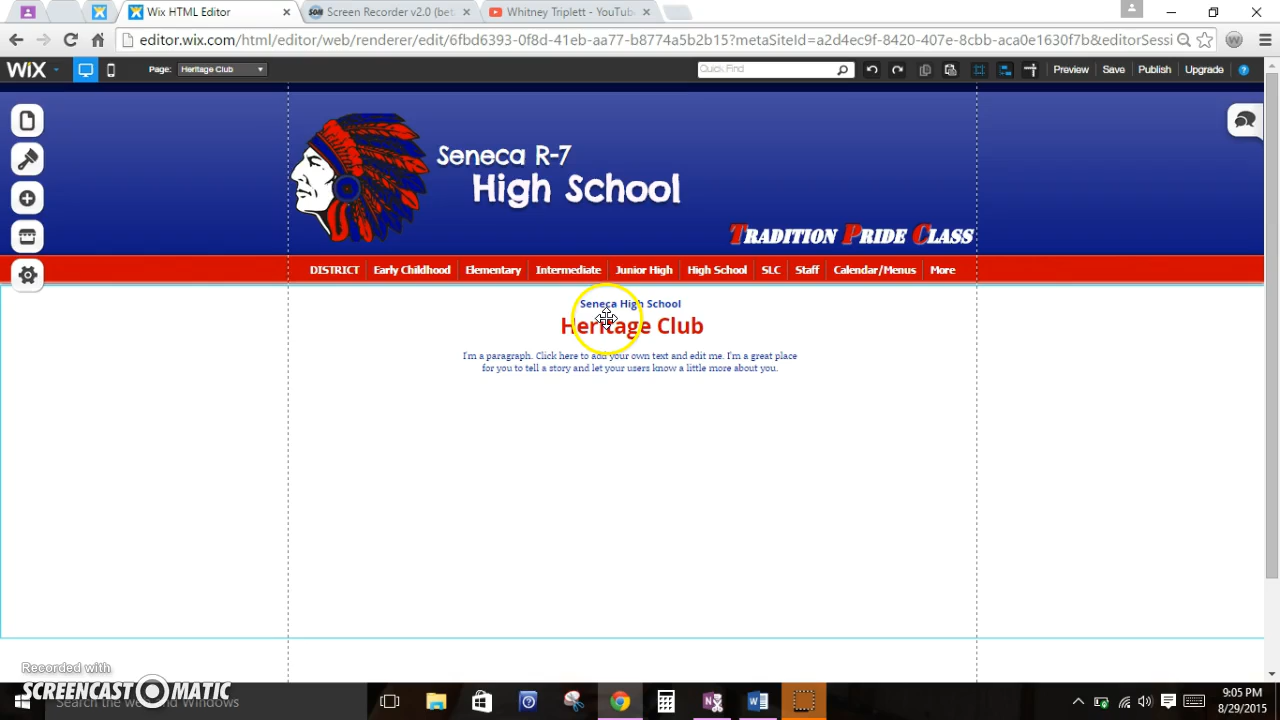 Wix HTML Editor
Screen Recorder v2.0 (bet
Whitney Triplett - YouTub
editor.wix.com/html/editor/web/renderer/edit/6fbd6393-0f8d-41eb-aa77-b8774a5b2b15?metaSiteId=a2d4ec9f-8420-407e-8cbb-aca0e1630f7b&editorSessi
WiX
Page: Heritage Club
Quick Find
Preview Save Publish Upgrade ?
Seneca R-7
High School
Tradition Pride Class
DISTRICT Early Childhood Elementary Intermediate Junior High High School SLC Staff Calendar/Menus More
Seneca High School
Heritage Club
I'm a paragraph. Click here to add your own text and edit me. I'm a great place
for you to tell a story and let your users know a little more about you.
Recorded with
SCREENCAST-O-MATIC
Search the web and Windows
9:05 PM
8/29/2015